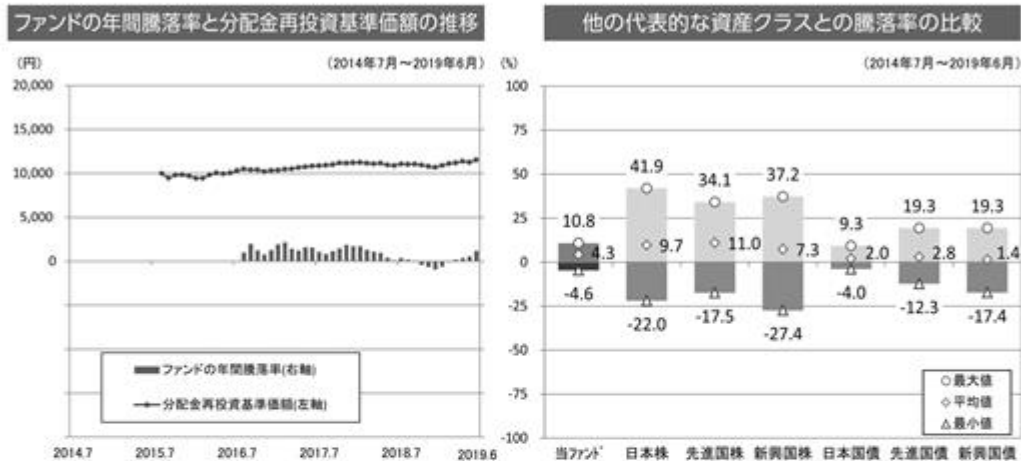 ファンドの年間騰落率と分配金再投資基準価額の推移
(円)
(2014年7月～2019年6月)
20,000
15,000
10,000
5,000
0
ファンドの年間騰落率(右軸)
分配金再投資基準価額(左軸)
2014.7 2015.7 2016.7 2017.7 2018.7 2019.6
他の代表的な資産クラスとの騰落率の比較
(%)
(2014年7月～2019年6月)
100
75
50
25
0
-25
-50
-75
-100
10.8 41.9 34.1 37.2 9.3 19.3 19.3
4.3 9.7 11.0 7.3 2.0 2.8 1.4
-4.6 -22.0 -17.5 -27.4 -4.0 -12.3 -17.4
最大値
平均値
最小値
当ファンド 日本株 先進国株 新興国株 日本国債 先進国債 新興国債